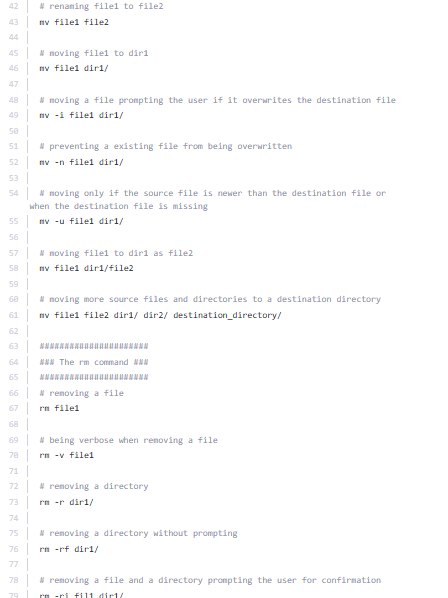 42 # renaming file1 to file2
43 mv file1 file2
44
45 # moving file1 to dir1
46 mv file1 dir1/
47
48 # moving a file prompting the user if it overwrites the destination file
49 mv -i file1 dir1/
50
51 # preventing a existing file from being overwritten
52 mv -n file1 dir1/
53
54 # moving only if the source file is newer than the destination file or
when the destination file is missing
55 mv -u file1 dir1/
56
57 # moving file1 to dir1 as file2
58 mv file1 dir1/file2
59
60 # moving more source files and directories to a destination directory
61 mv file1 file2 dir1/ dir2/ destination_directory/
62
63 ######################
64 ### The rm command ###
65 ######################
66 # removing a file
67 rm file1
68
69 # being verbose when removing a file
70 rm -v file1
71
72 # removing a directory
73 rm -r dir1/
74
75 # removing a directory without prompting
76 rm -rf dir1/
77
78 # removing a file and a directory prompting the user for confirmation
79 rm -ri fil1 dir1/